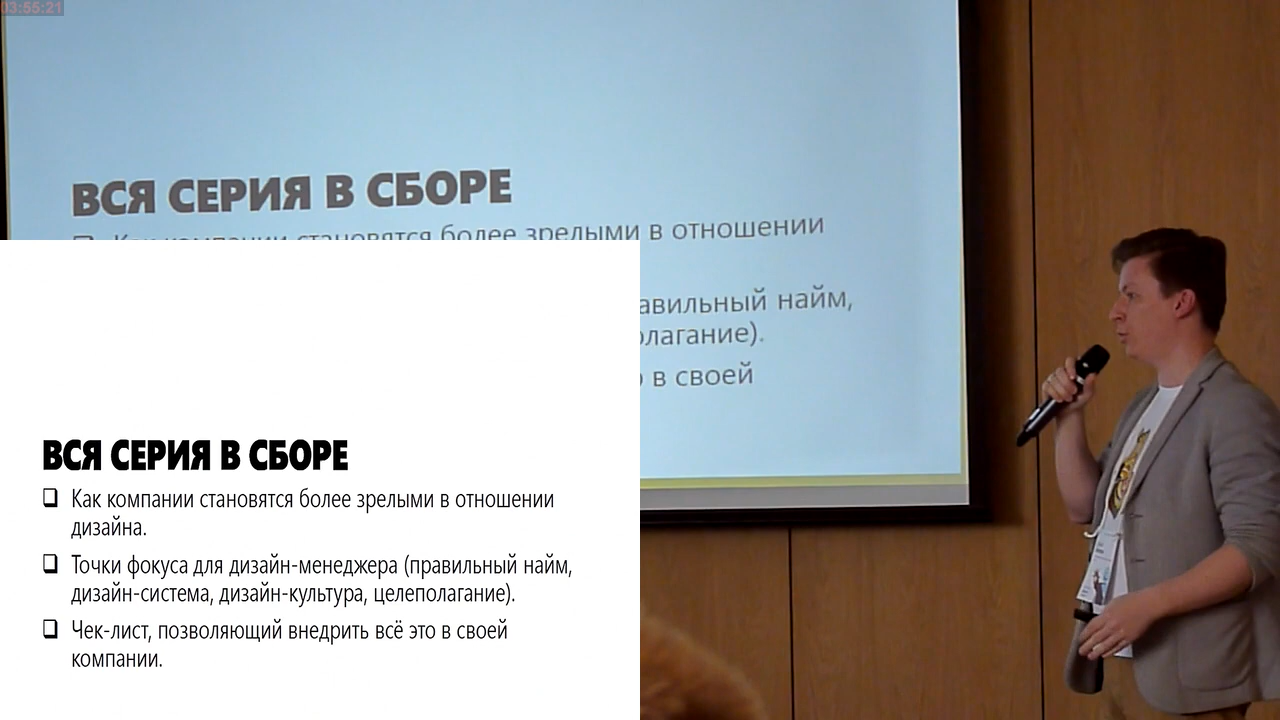 03:55:21
ВСЯ СЕРИЯ В СБОРЕ
Как компании становятся более зрелыми в отношении
авильный найм,
олагание).
в своей
ВСЯ СЕРИЯ В СБОРЕ
Как компании становятся более зрелыми в отношении
дизайна.
Точки фокуса для дизайн-менеджера (правильный найм,
дизайн-система, дизайн-культура, целеполагание).
Чек-лист, позволяющий внедрить всё это в своей
компании.